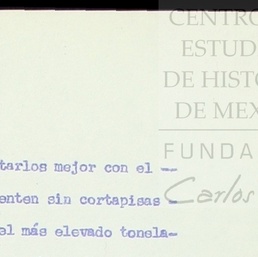 CENTRO
ESTUD
DE HISTO
DE MEX
FUNDA
Carlos
tarlos mejor con el —
enten sin cortapisas -
el más elevado tonela-